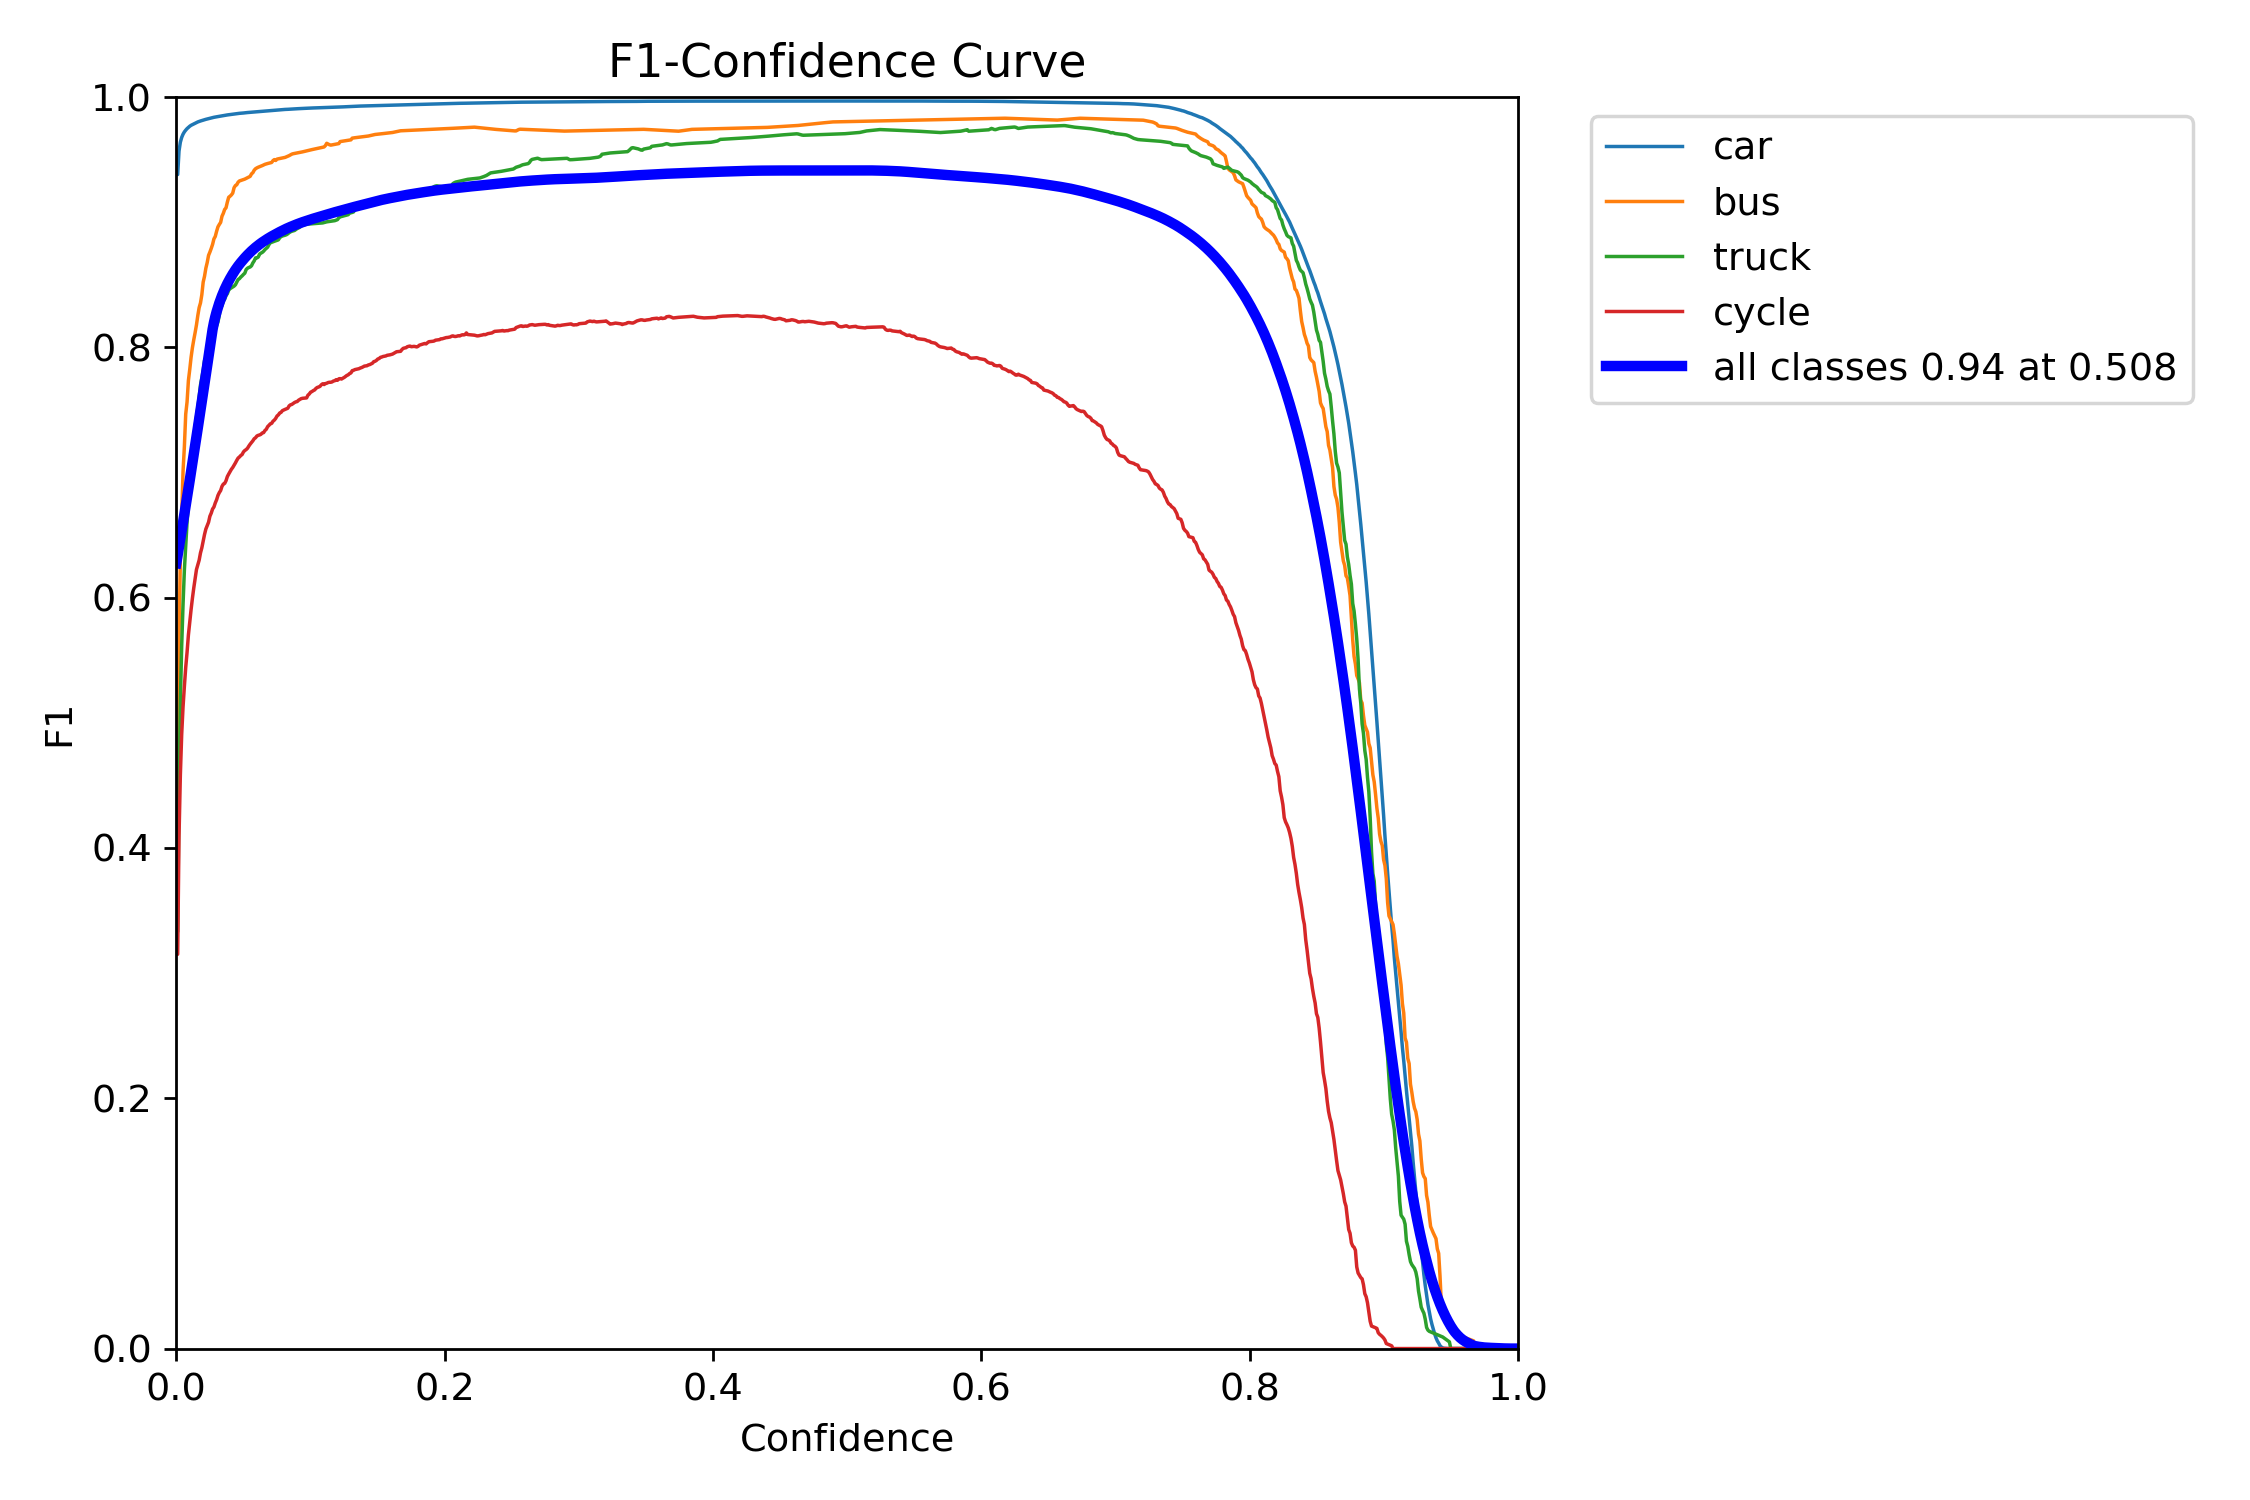 F1-Confidence Curve
1.0
0.8
0.6
0.4
0.2
0.0
F1
0.0 0.2 0.4 0.6 0.8 1.0
Confidence
car
bus
truck
cycle
all classes 0.94 at 0.508